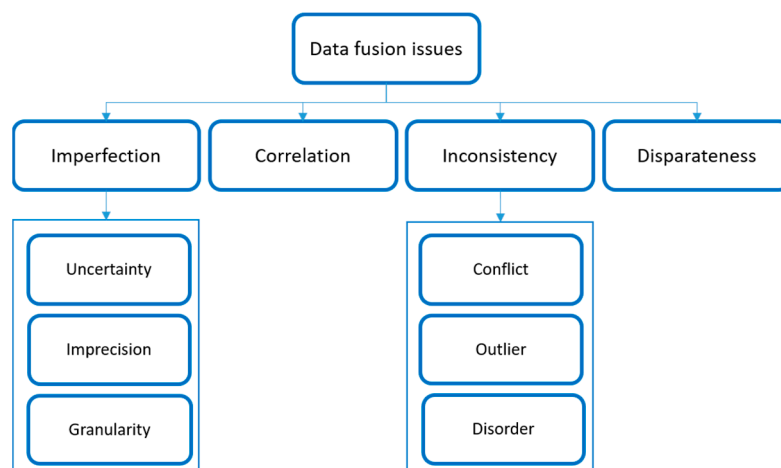 Data fusion issues
Imperfection
Correlation
Inconsistency
Disparateness
Uncertainty
Imprecision
Granularity
Conflict
Outlier
Disorder